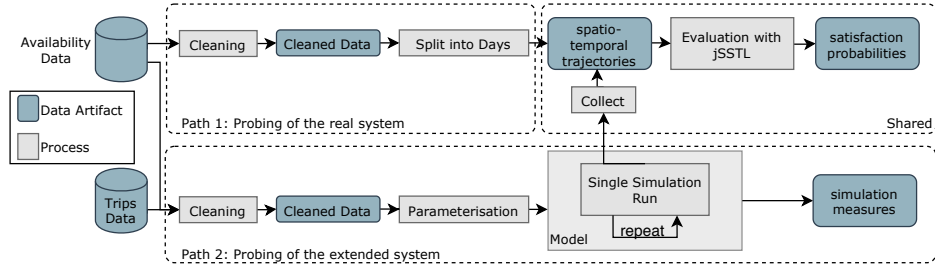 Availability
Data
Cleaning
Cleaned Data
Split into Days
spatio-
temporal
trajectories
Evaluation with
jSSTL
satisfaction
probabilities
Data Artifact
Process
Collect
Path 1: Probing of the real system
Shared
Trips
Data
Cleaning
Cleaned Data
Parameterisation
Single Simulation
Run
repeat
Model
simulation
measures
Path 2: Probing of the extended system